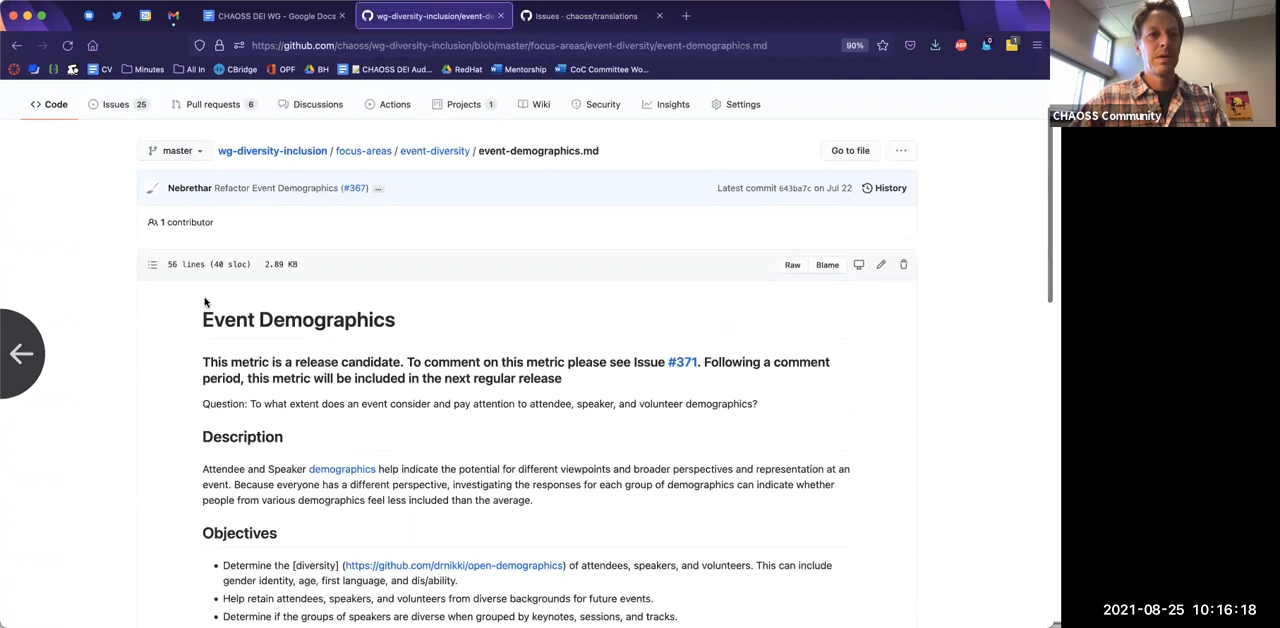 CHAOSS DEI WG - Google Docs
wg-diversity-inclusion/event-de
Issues · chaoss/translations
https://github.com/chaoss/wg-diversity-inclusion/blob/master/focus-areas/event-diversity/event-demographics.md
90%
CV Minutes All In CBridge OPF BH CHAOSS DEI Aud... RedHat Mentorship CoC Committee Wo...
CHAOSS Community
Code Issues 25 Pull requests 6 Discussions Actions Projects 1 Wiki Security Insights Settings
master wg-diversity-inclusion / focus-areas / event-diversity / event-demographics.md Go to file ...
Nebrethar Refactor Event Demographics (#367) ... Latest commit 643ba7c on Jul 22 History
1 contributor
56 lines (40 sloc) 2.89 KB Raw Blame
Event Demographics
This metric is a release candidate. To comment on this metric please see Issue #371. Following a comment
period, this metric will be included in the next regular release
Question: To what extent does an event consider and pay attention to attendee, speaker, and volunteer demographics?
Description
Attendee and Speaker demographics help indicate the potential for different viewpoints and broader perspectives and representation at an
event. Because everyone has a different perspective, investigating the responses for each group of demographics can indicate whether
people from various demographics feel less included than the average.
Objectives
• Determine the [diversity] (https://github.com/drnikki/open-demographics) of attendees, speakers, and volunteers. This can include
gender identity, age, first language, and dis/ability.
• Help retain attendees, speakers, and volunteers from diverse backgrounds for future events.
• Determine if the groups of speakers are diverse when grouped by keynotes, sessions, and tracks.
2021-08-25 10:16:18